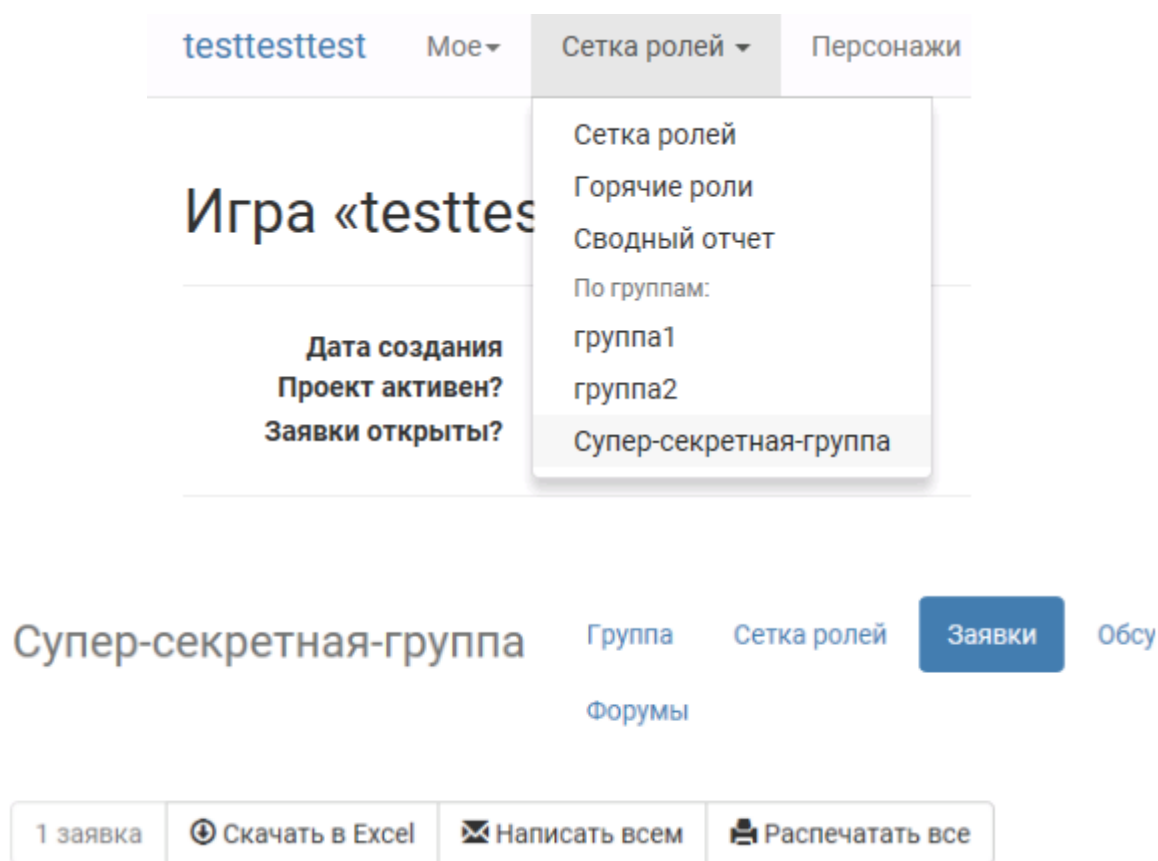 testtesttest Мое Сетка ролей Персонажи
Сетка ролей
Горячие роли
Сводный отчет
По группам:
группа1
группа2
Супер-секретная-группа
Игра «testtes
Дата создания
Проект активен?
Заявки открыты?
Супер-секретная-группа Группа Сетка ролей Заявки Обсу
Форумы
1 заявка Скачать в Excel Написать всем Распечатать все